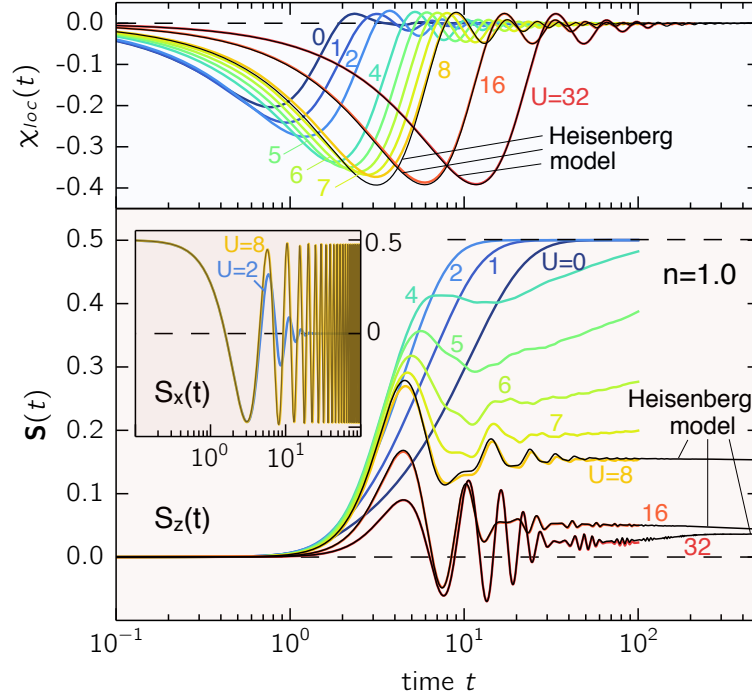 0.0
-0.1
-0.2
-0.3
-0.4
χloc(t)
0
1
2
4
5
6
7
8
16
U=32
Heisenberg
model
0.5
0.4
0.3
0.2
0.1
0.0
S(t)
U=8
U=2
0.5
0
Sx(t)
10^0
10^1
2
1
U=0
n=1.0
4
5
6
7
U=8
16
32
Heisenberg
model
Sz(t)
10^-1
10^0
10^1
10^2
time t